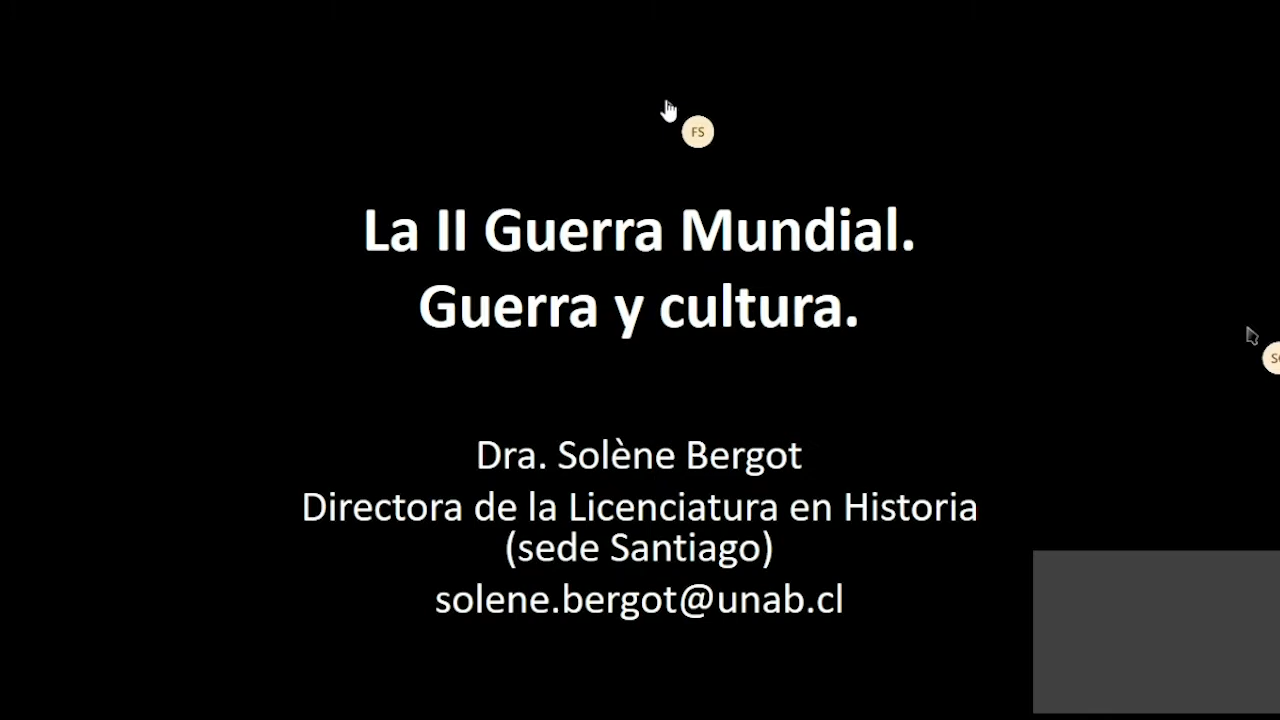 FS
La II Guerra Mundial.
Guerra y cultura.
Dra. Solène Bergot
Directora de la Licenciatura en Historia
(sede Santiago)
solene.bergot@unab.cl